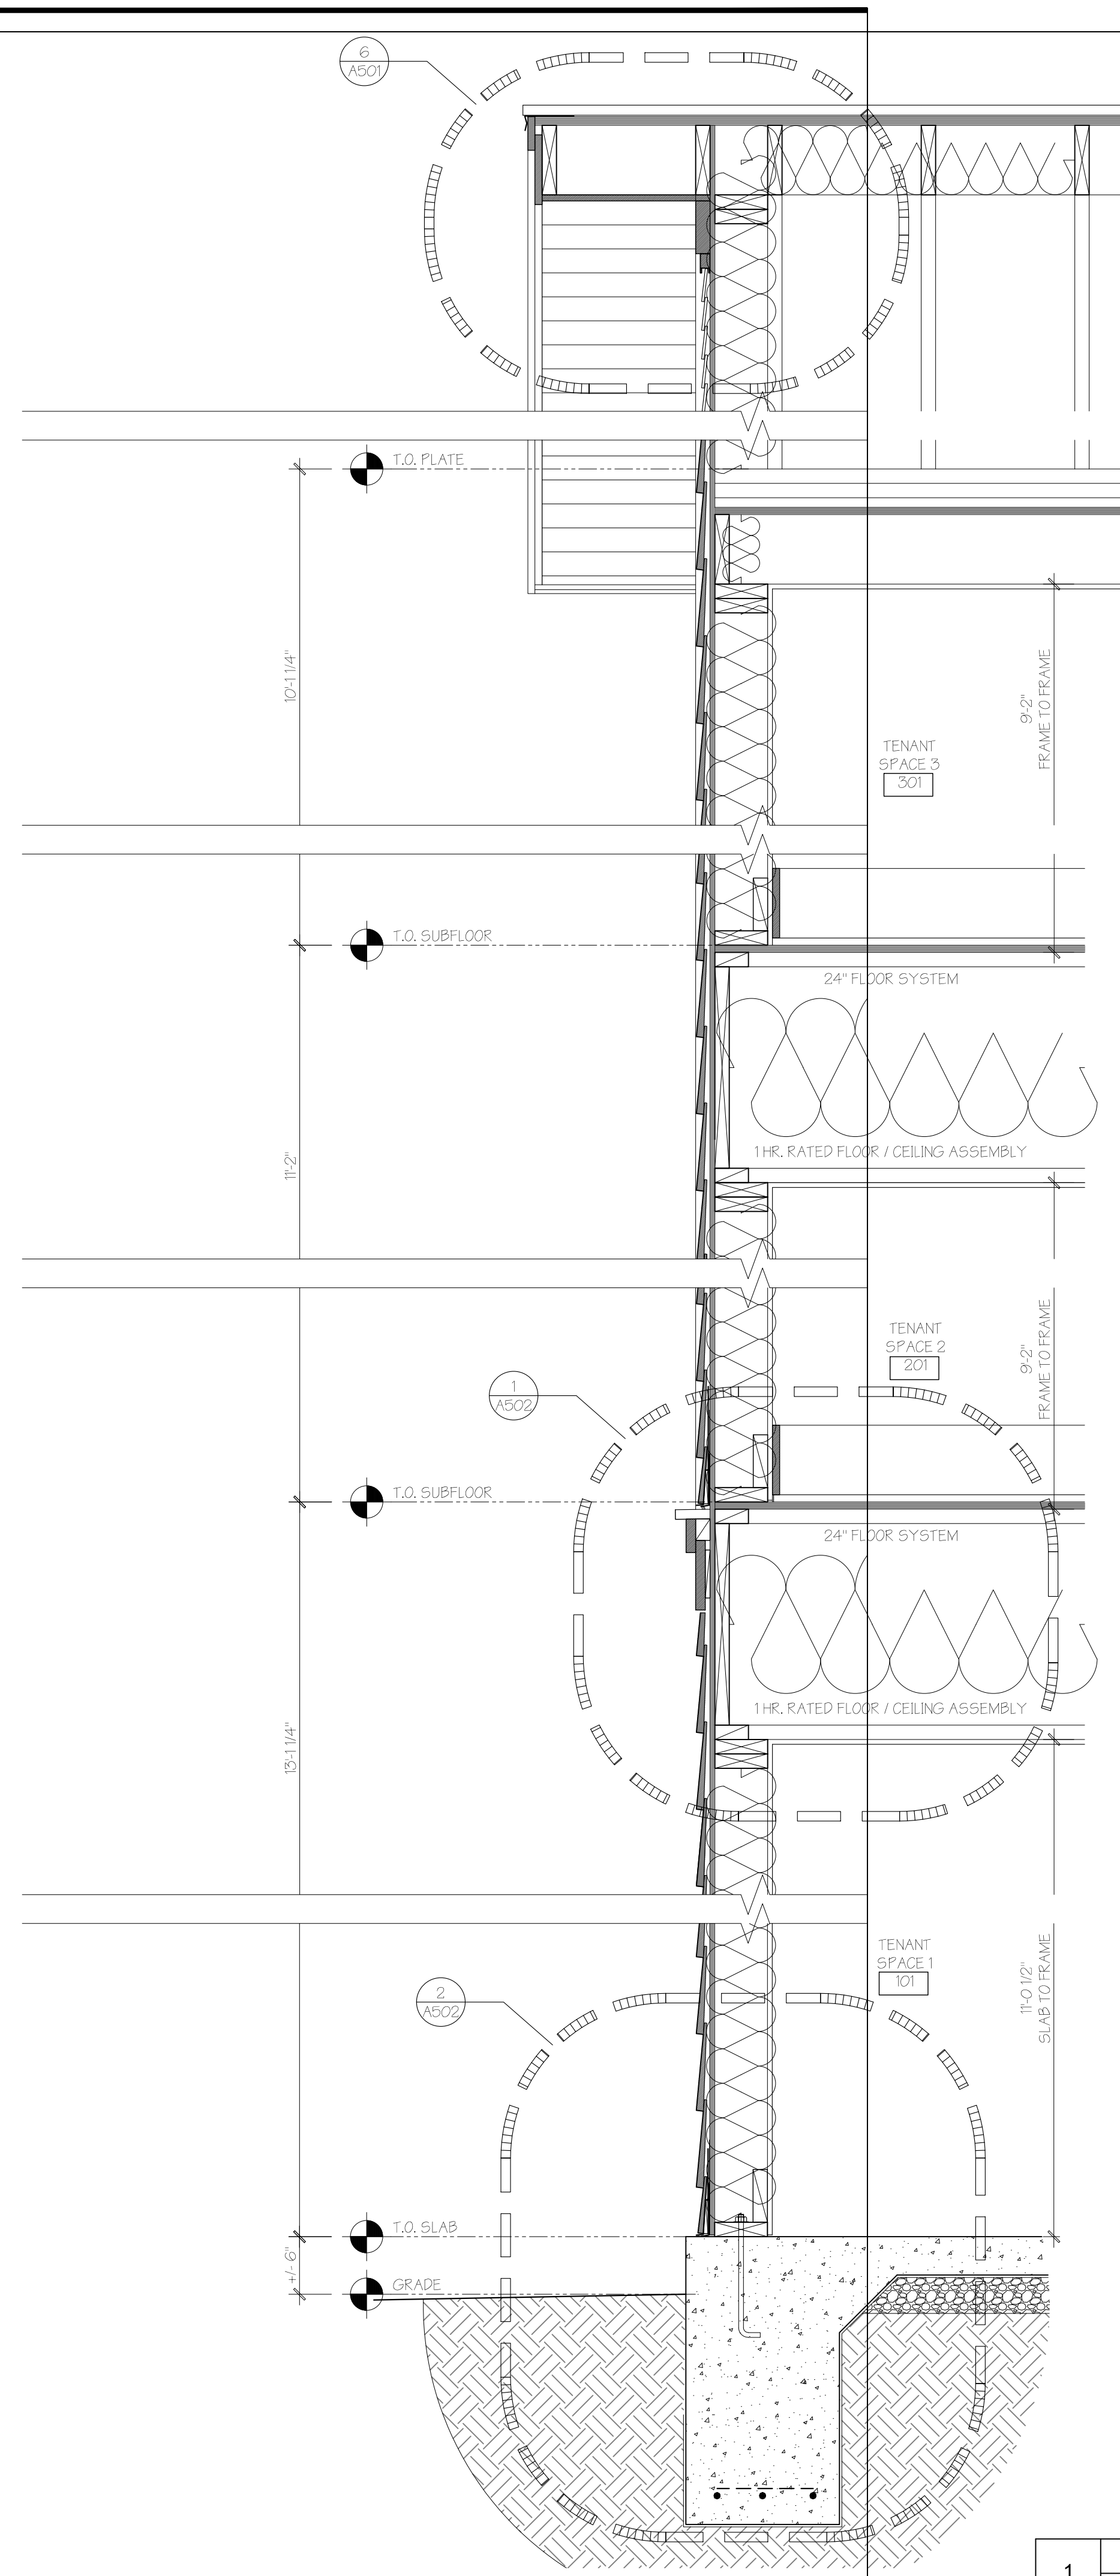 6
A501
T.O. PLATE
10'-1 1/4"
9'-2"
FRAME TO FRAME
TENANT
SPACE 3
301
T.O. SUBFLOOR
24" FLOOR SYSTEM
1 HR. RATED FLOOR / CEILING ASSEMBLY
11'-2"
9'-2"
FRAME TO FRAME
TENANT
SPACE 2
201
1
A502
T.O. SUBFLOOR
24" FLOOR SYSTEM
1 HR. RATED FLOOR / CEILING ASSEMBLY
13'-1 1/4"
TENANT
SPACE 1
101
11'-0 1/2"
SLAB TO FRAME
2
A502
T.O. SLAB
+/- 6"
GRADE
1